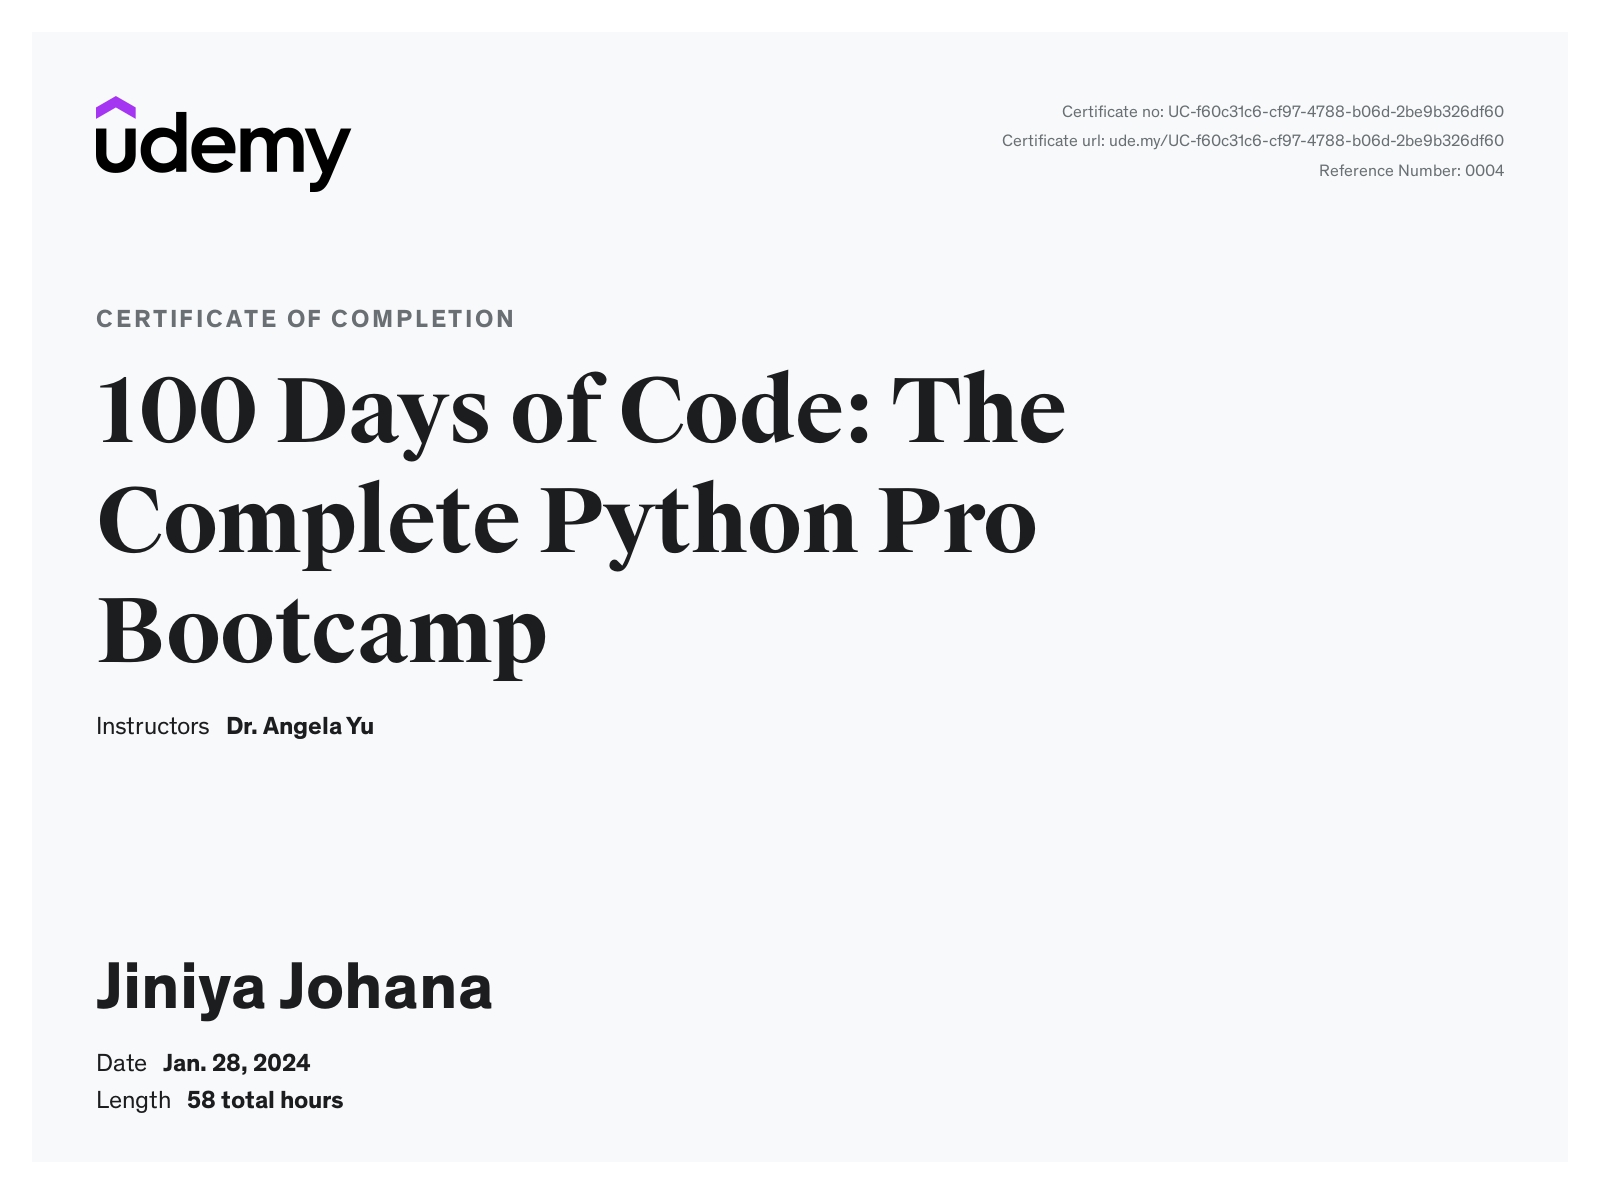 udemy
Certificate no: UC-f60c31c6-cf97-4788-b06d-2be9b326df60
Certificate url: ude.my/UC-f60c31c6-cf97-4788-b06d-2be9b326df60
Reference Number: 0004
CERTIFICATE OF COMPLETION
100 Days of Code: The
Complete Python Pro
Bootcamp
Instructors Dr. Angela Yu
Jiniya Johana
Date Jan. 28, 2024
Length 58 total hours